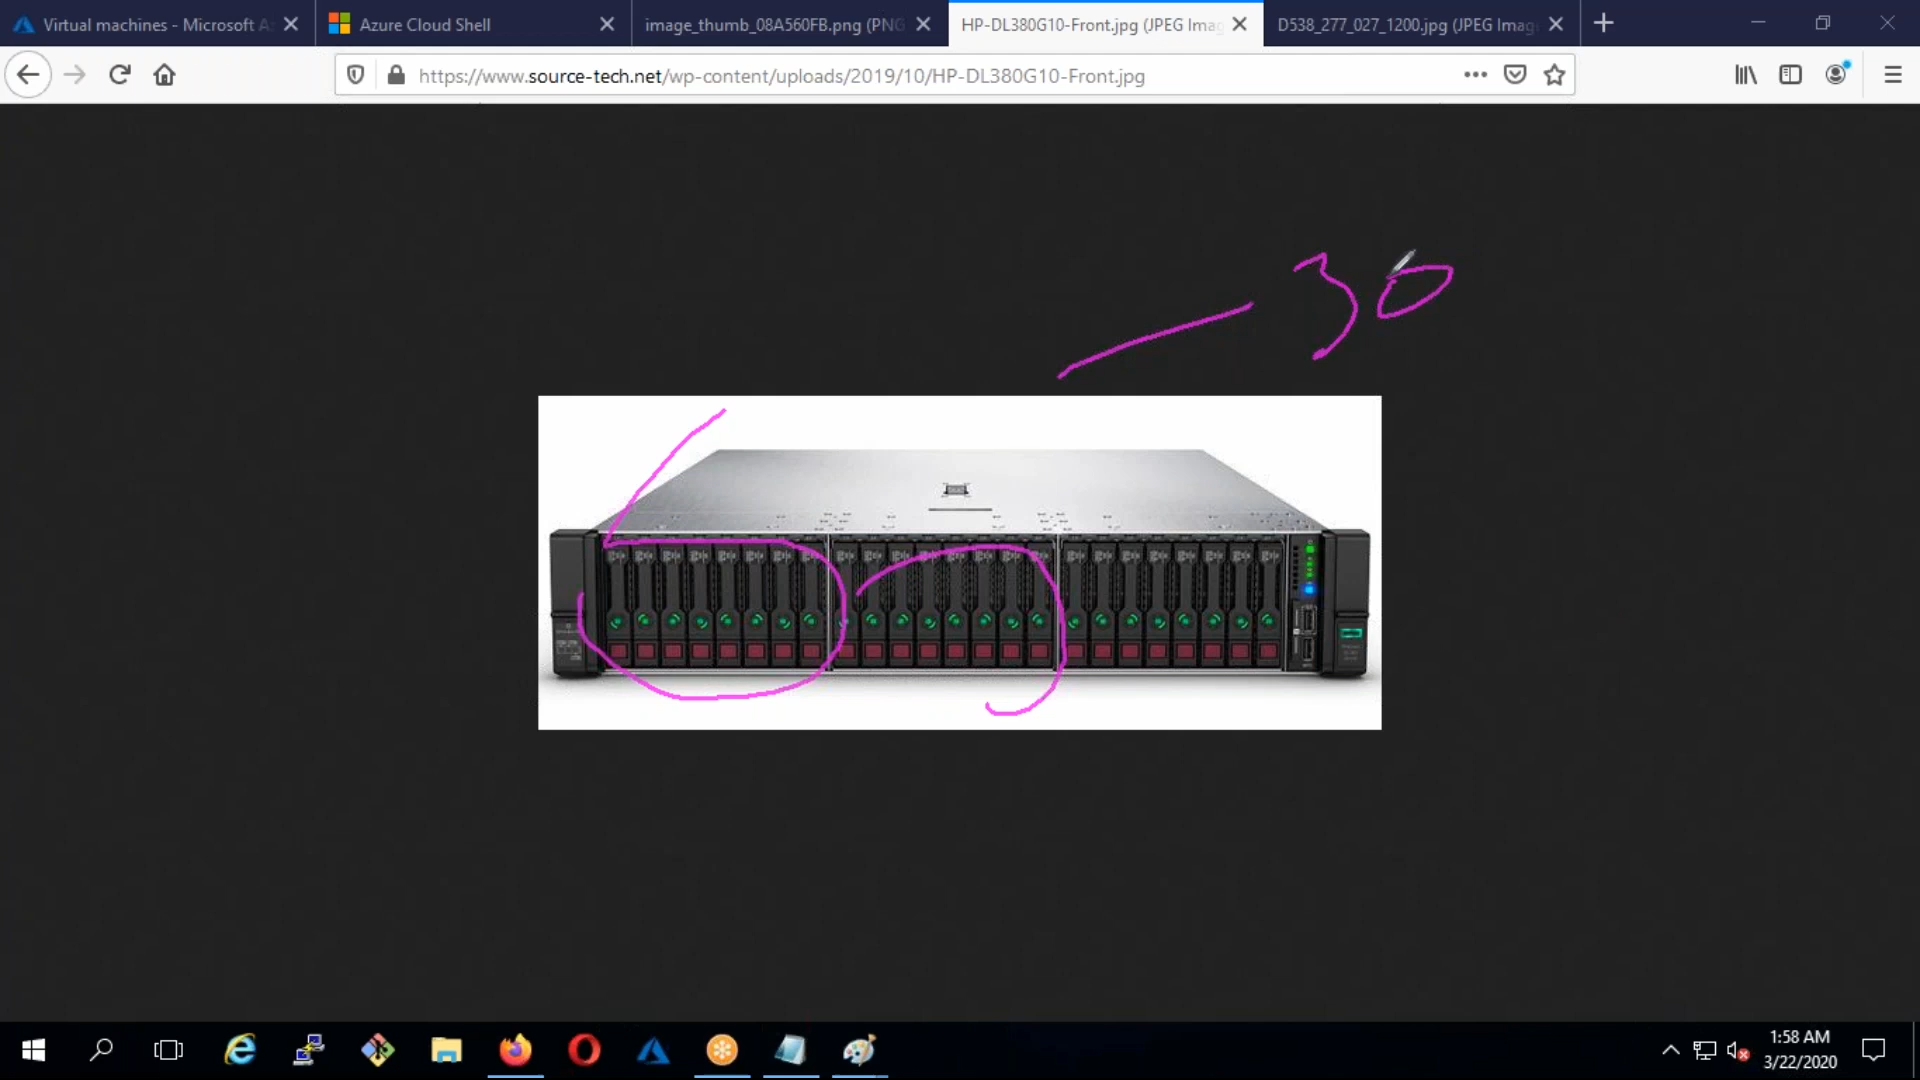 Virtual machines - Microsoft A
Azure Cloud Shell
image_thumb_08A560FB.png (PNG
HP-DL380G10-Front.jpg (JPEG Imag
D538_277_027_1200.jpg (JPEG Imag
https://www.source-tech.net/wp-content/uploads/2019/10/HP-DL380G10-Front.jpg
30
1:58 AM
3/22/2020